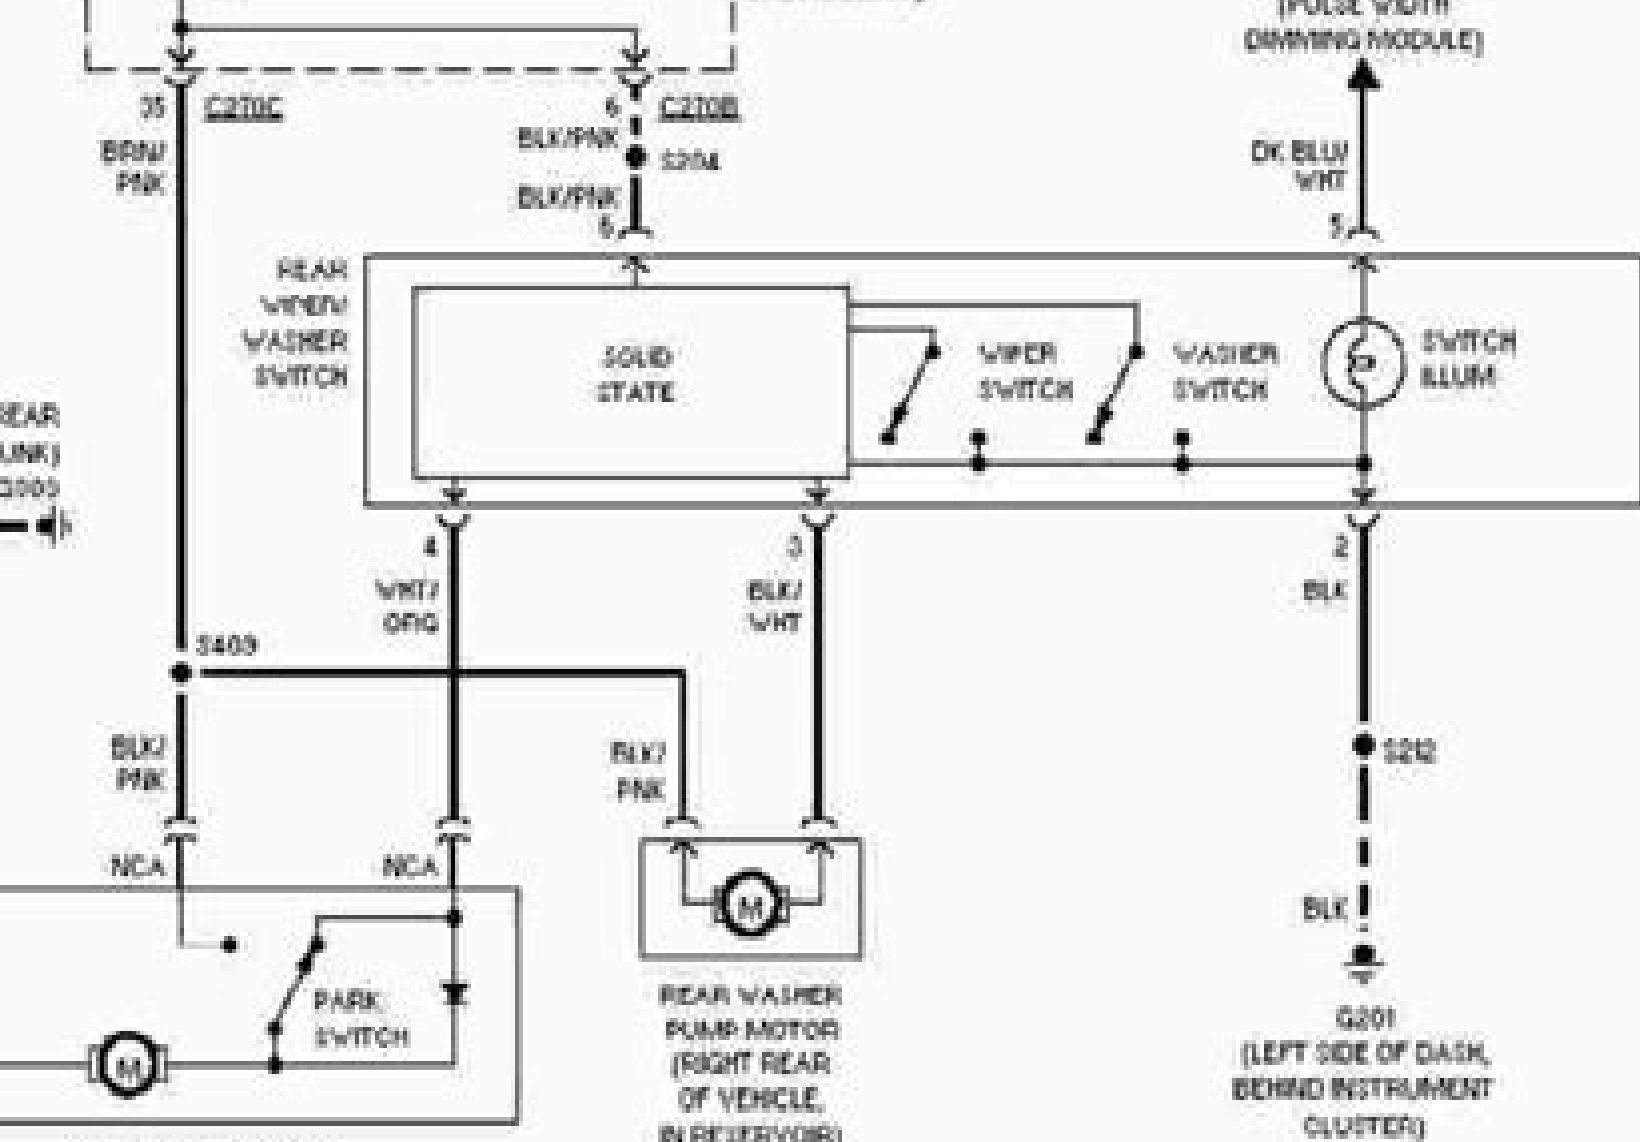 DIMMING MODULE)
35
C270C
6
C270B
BRN/
PNK
BLK/PNK
S204
BLK/PNK
DK BLU/
WHT
5
REAR
WIPER/
WASHER
SWITCH
SOLID
STATE
WIPER
SWITCH
WASHER
SWITCH
SWITCH
ILLUM
4
3
2
WHT/
ORG
BLK/
WHT
BLK
S409
BLK/
PNK
BLK/
PNK
S212
NCA
NCA
BLK
PARK
SWITCH
M
M
REAR WASHER
PUMP MOTOR
(RIGHT REAR
OF VEHICLE,
IN RESERVOIR)
G201
(LEFT SIDE OF DASH,
BEHIND INSTRUMENT
CLUSTER)